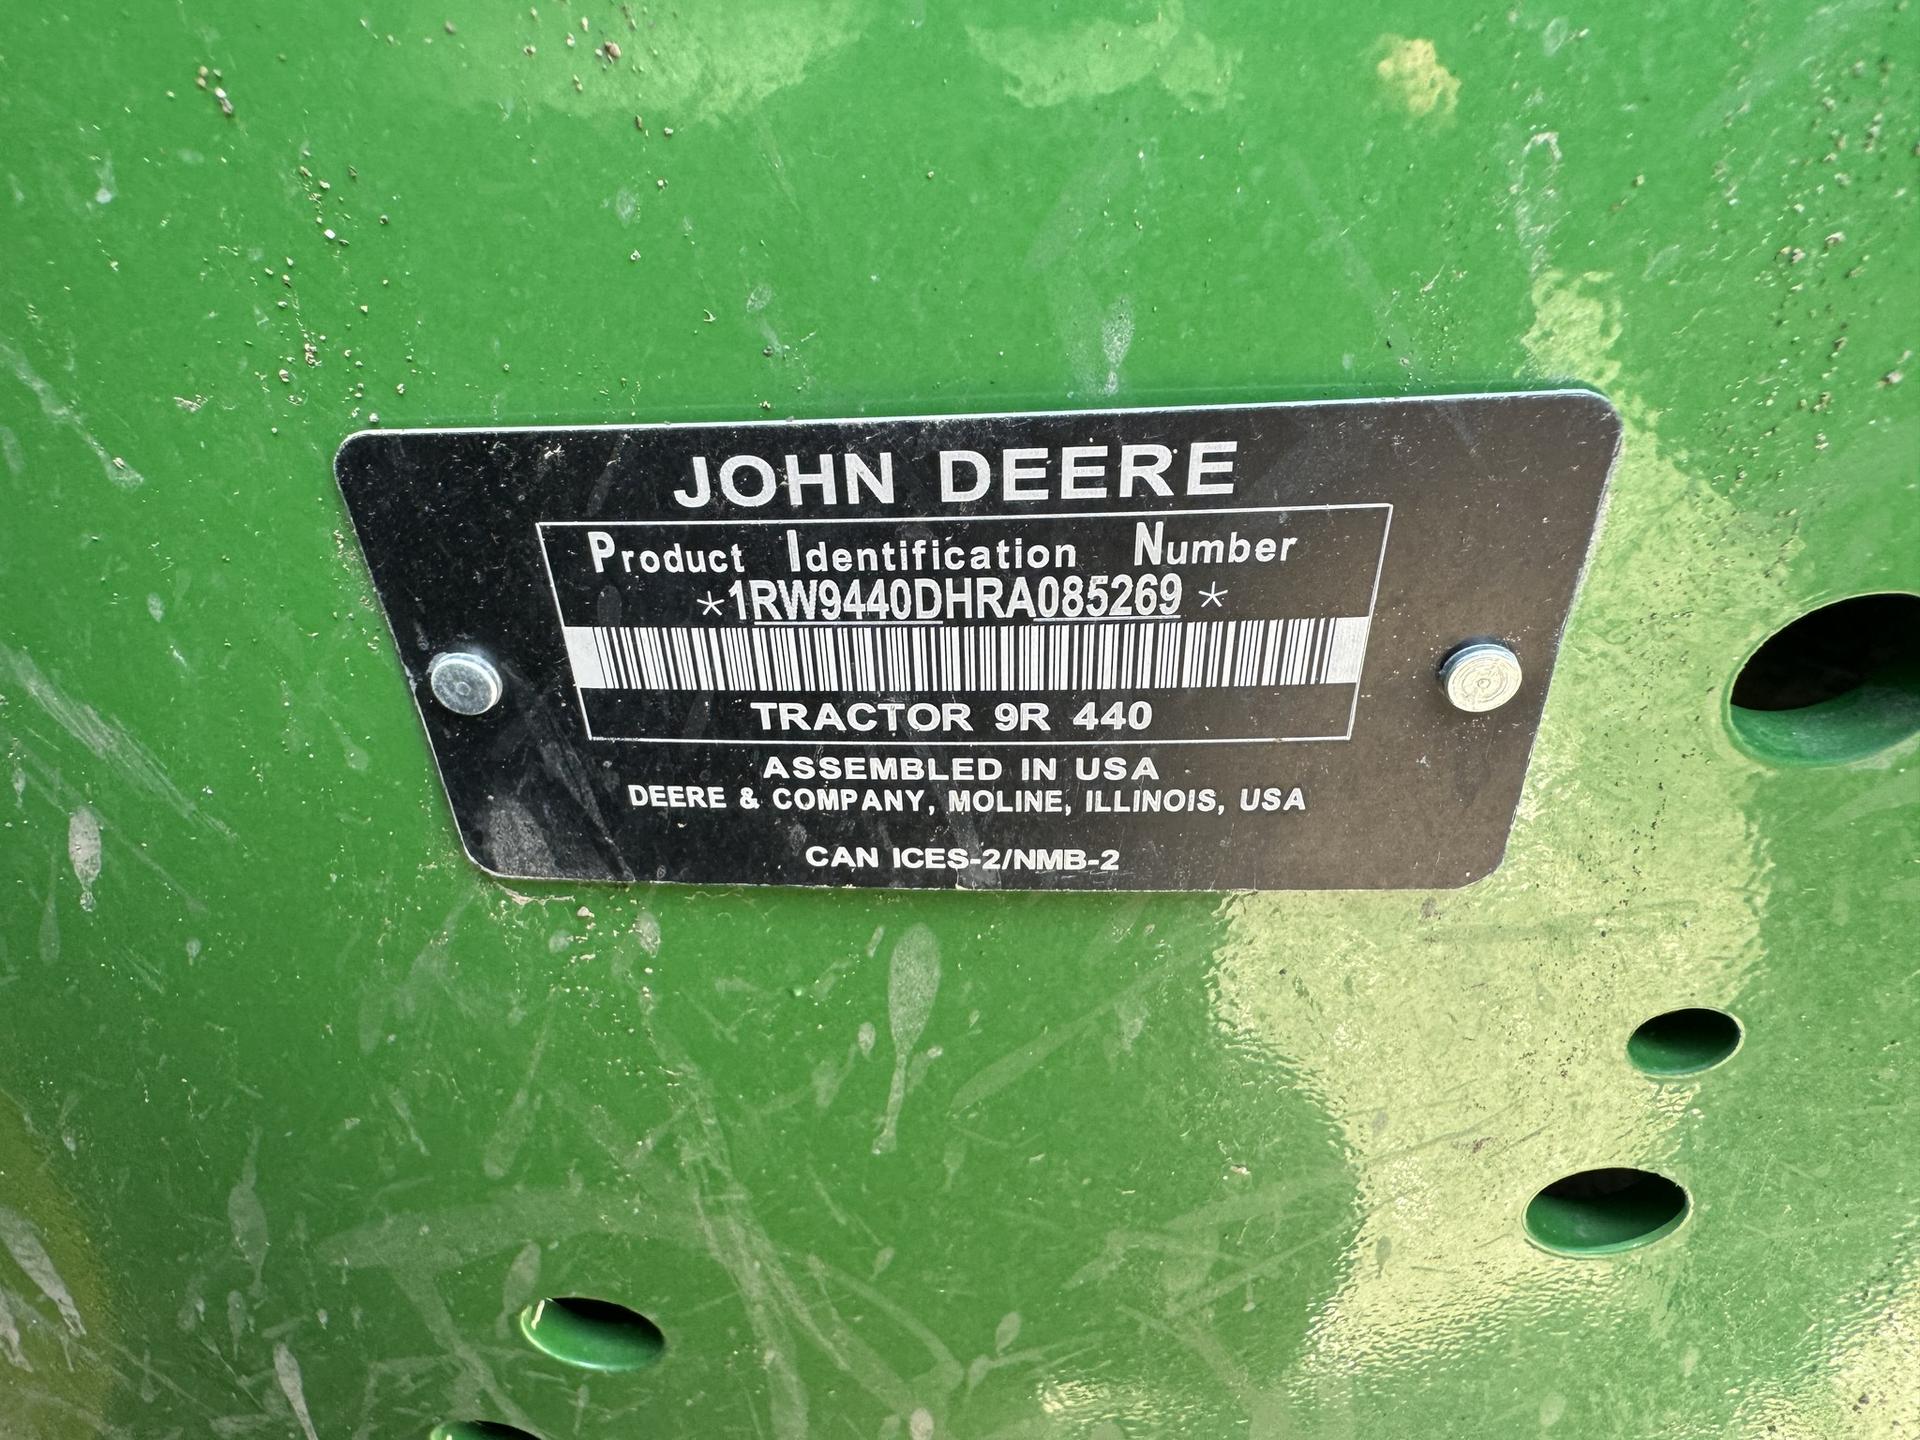 JOHN DEERE
Product Identification Number
*1RW9440DHRA085269*
TRACTOR 9R 440
ASSEMBLED IN USA
DEERE & COMPANY, MOLINE, ILLINOIS, USA
CAN ICES-2/NMB-2